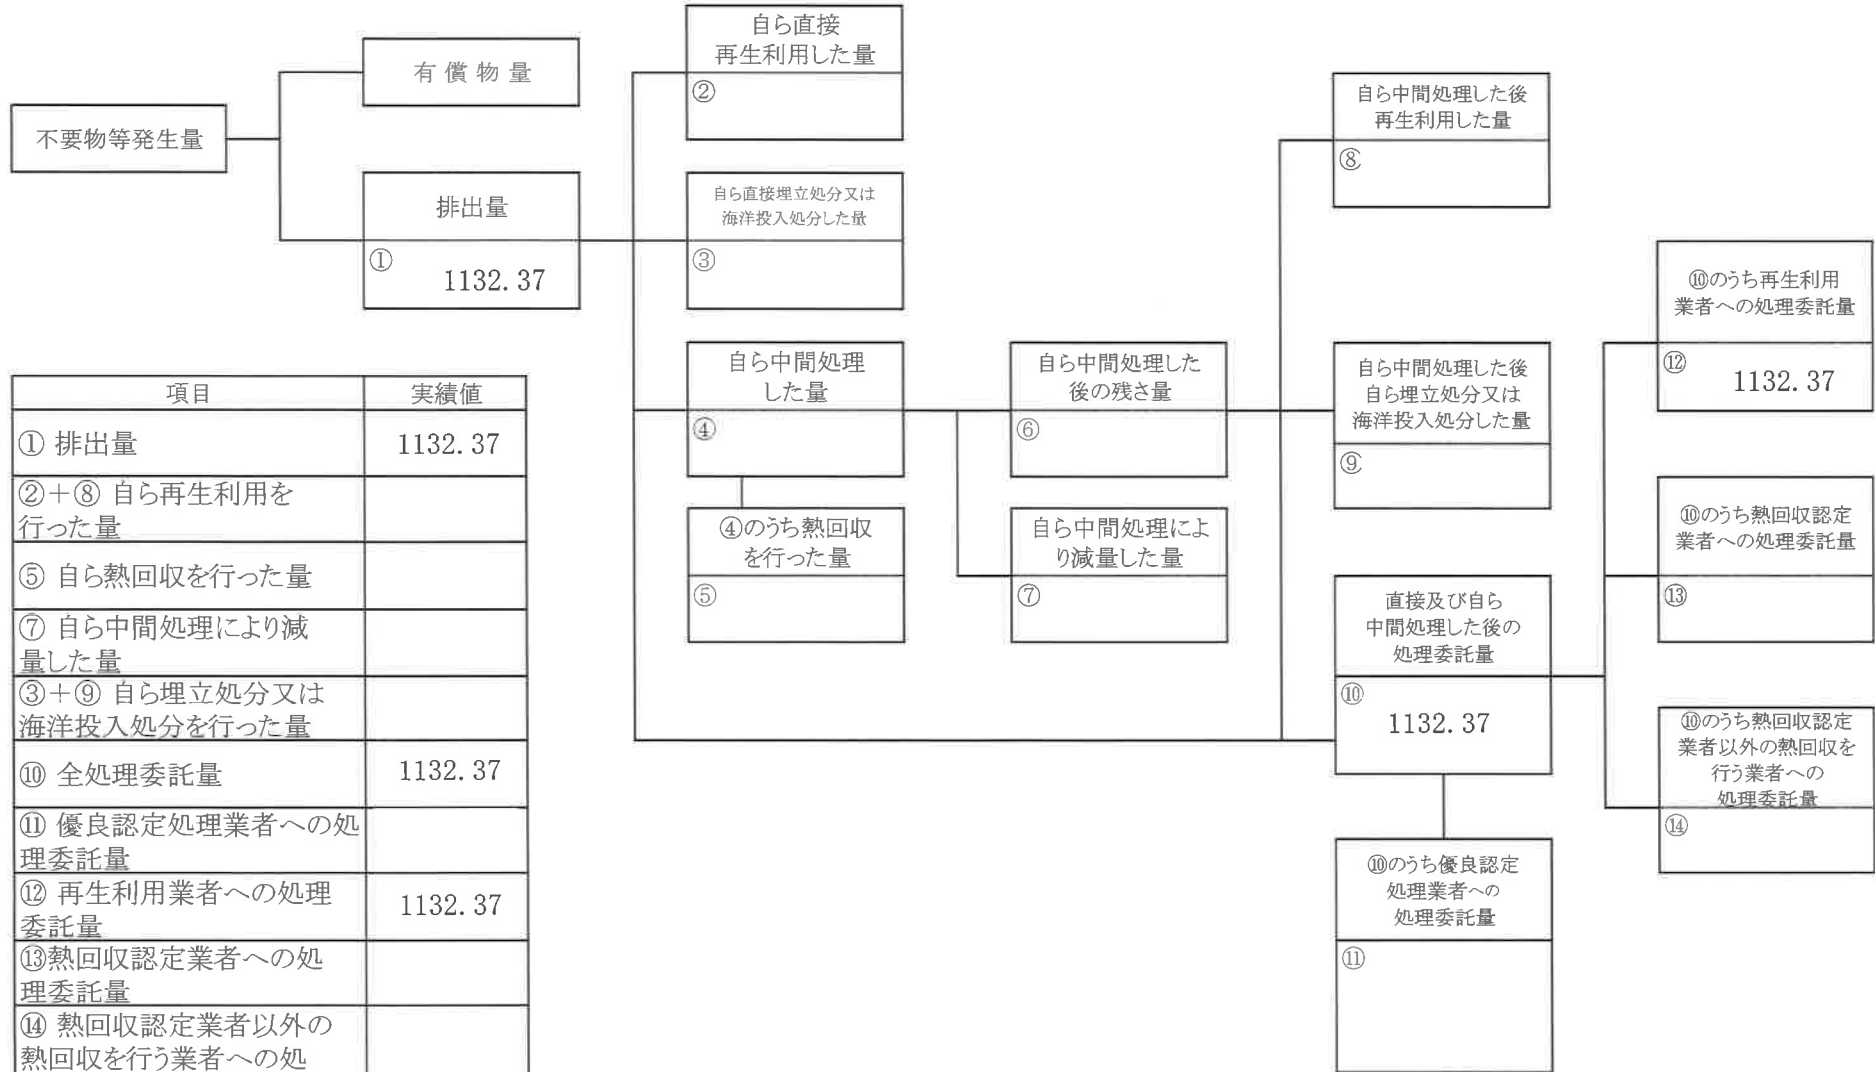 不要物等発生量
有償物量
排出量
①
1132.37
自ら直接
再生利用した量
②
自ら直接埋立処分又は
海洋投入処分した量
③
自ら中間処理
した量
④
④のうち熱回収
を行った量
⑤
自ら中間処理した
後の残さ量
⑥
自ら中間処理によ
り減量した量
⑦
自ら中間処理した後
再生利用した量
⑧
自ら中間処理した後
自ら埋立処分又は
海洋投入処分した量
⑨
直接及び自ら
中間処理した後の
処理委託量
⑩
1132.37
⑩のうち優良認定
処理業者への
処理委託量
⑪
⑩のうち再生利用
業者への処理委託量
⑫
1132.37
⑩のうち熱回収認定
業者への処理委託量
⑬
⑩のうち熱回収認定
業者以外の熱回収を
行う業者への
処理委託量
⑭
項目 実績値
① 排出量 1132.37
②+⑧ 自ら再生利用を
行った量
⑤ 自ら熱回収を行った量
⑦ 自ら中間処理により減
量した量
③+⑨ 自ら埋立処分又は
海洋投入処分を行った量
⑩ 全処理委託量 1132.37
⑪ 優良認定処理業者への処
理委託量
⑫ 再生利用業者への処理
委託量 1132.37
⑬熱回収認定業者への処
理委託量
⑭ 熱回収認定業者以外の
熱回収を行う業者への処